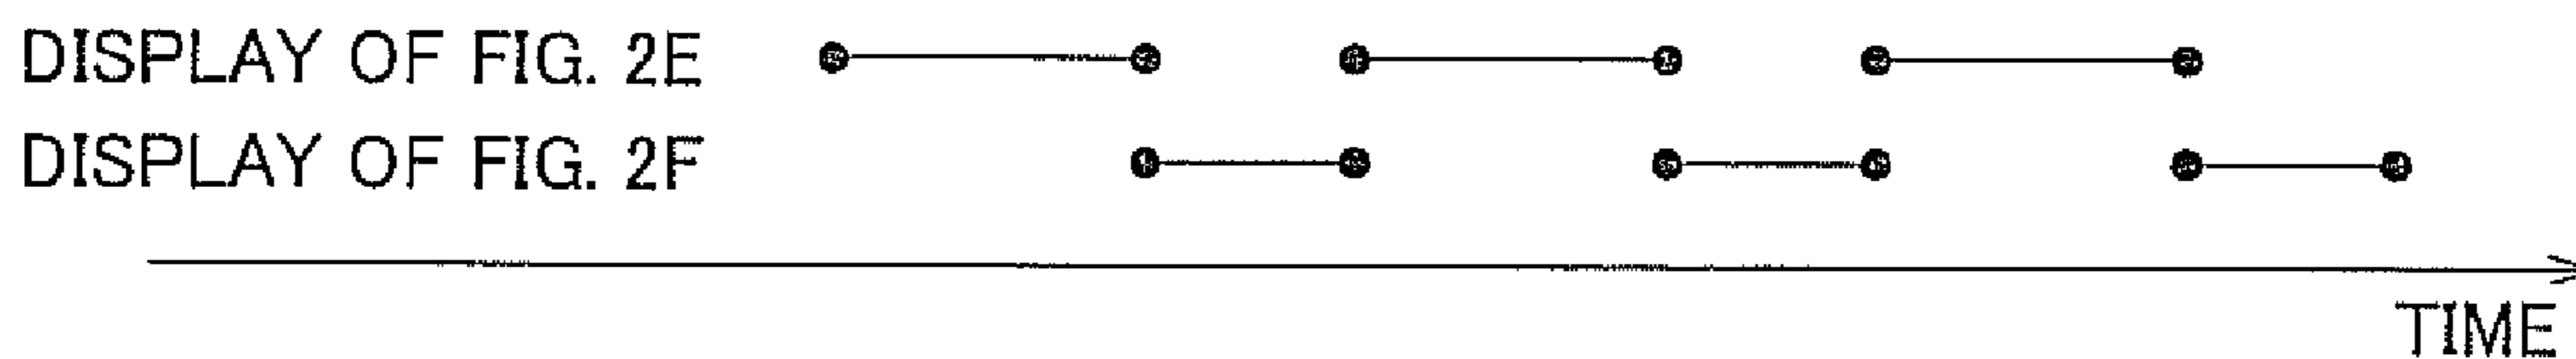 DISPLAY OF FIG. 2E
DISPLAY OF FIG. 2F
TIME